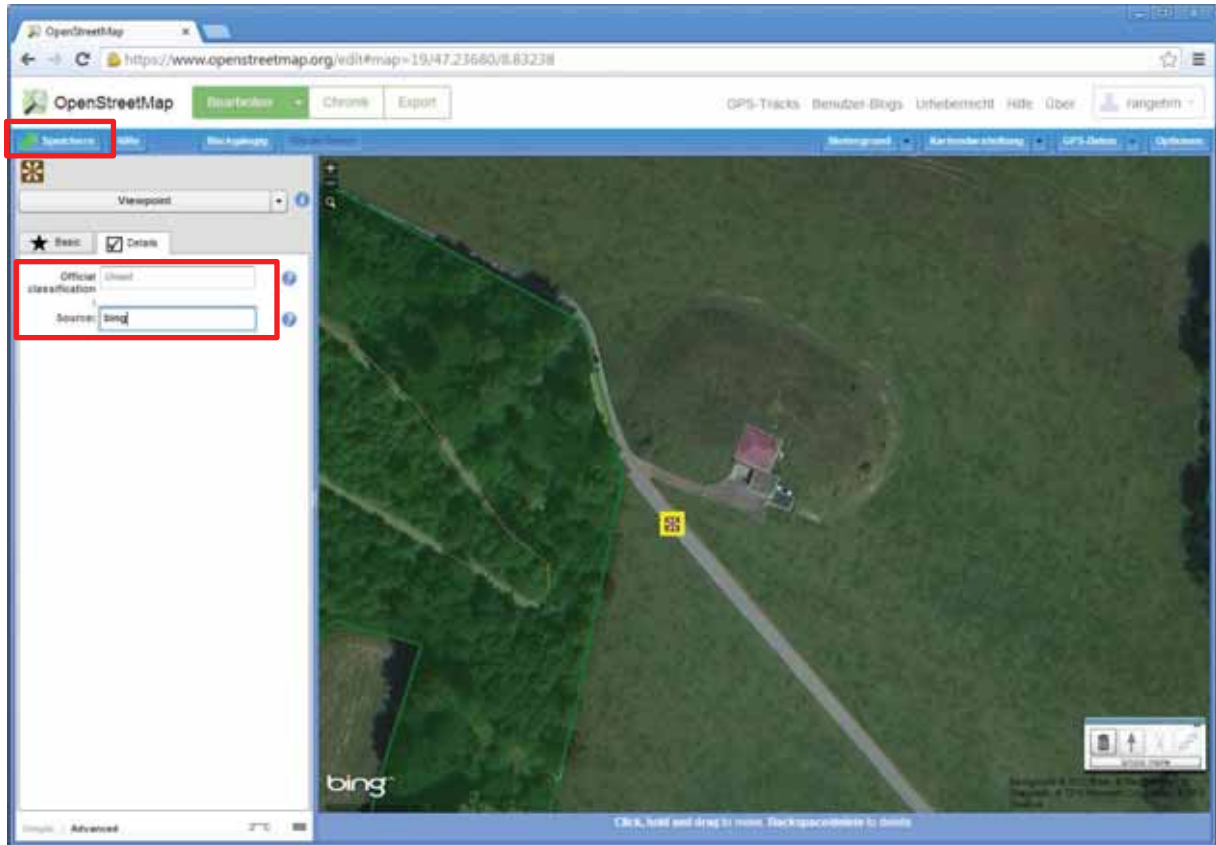 OpenStreetMap
https://www.openstreetmap.org/edit#map=19/47.23680/8.83238
OpenStreetMap Bearbeiten Chronik Export GPS-Tracks Benutzer-Blogs Urheberrecht Hilfe Über rangehm
Speichern Hilfe Rückgängig Hintergrund Kartendarstellung GPS-Daten Optionen
Viewpoint
Basic Details
Official Unset
classification
:
Source: bing
bing
Simple | Advanced
Click, hold and drag to move. Backspace/delete to delete